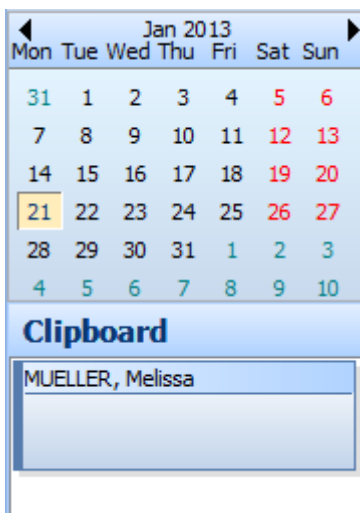 Jan 2013
Mon Tue Wed Thu Fri Sat Sun
31 1 2 3 4 5 6
7 8 9 10 11 12 13
14 15 16 17 18 19 20
21 22 23 24 25 26 27
28 29 30 31 1 2 3
4 5 6 7 8 9 10
Clipboard
MUELLER, Melissa